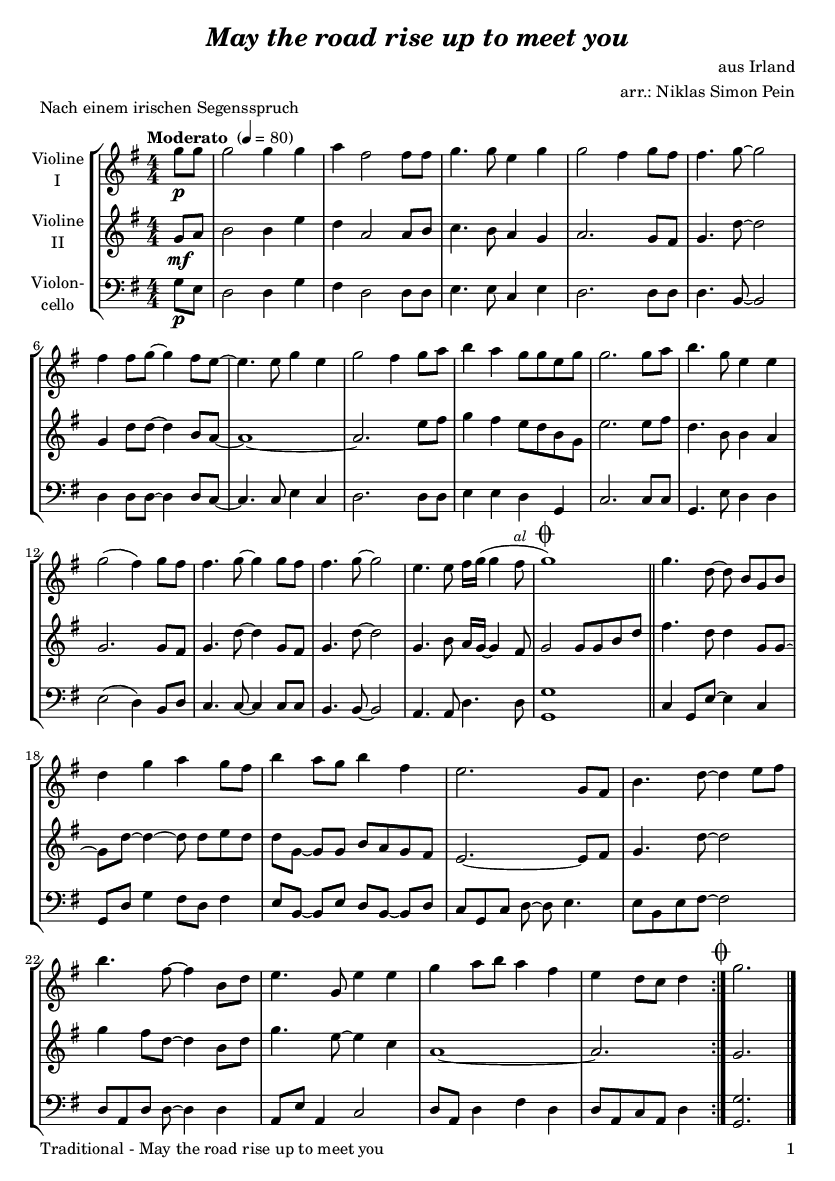 May the road rise up to meet you
aus Irland
arr.: Niklas Simon Pein
Nach einem irischen Segensspruch
Moderato (♩ = 80)
Violine
I
p
Violine
II
mf
Violon-
cello
p
6
12
al
18
22
Traditional - May the road rise up to meet you 1